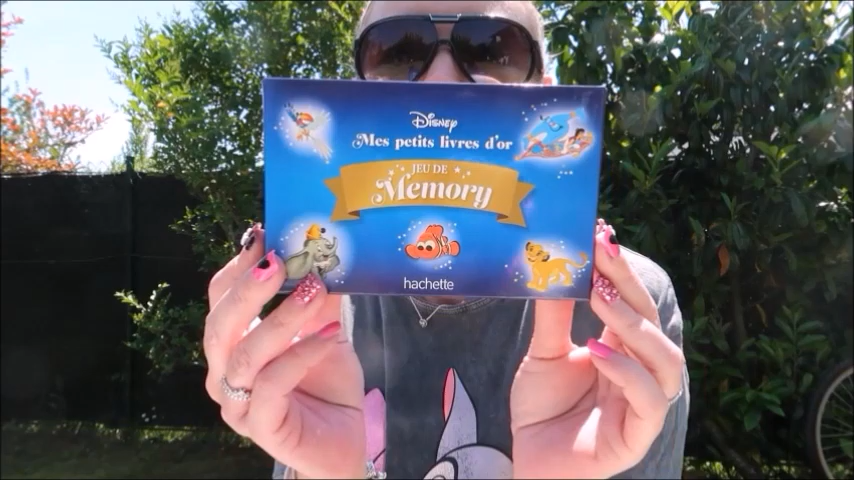 Disney
Mes petits livres d'or
JEU DE
Memory
hachette